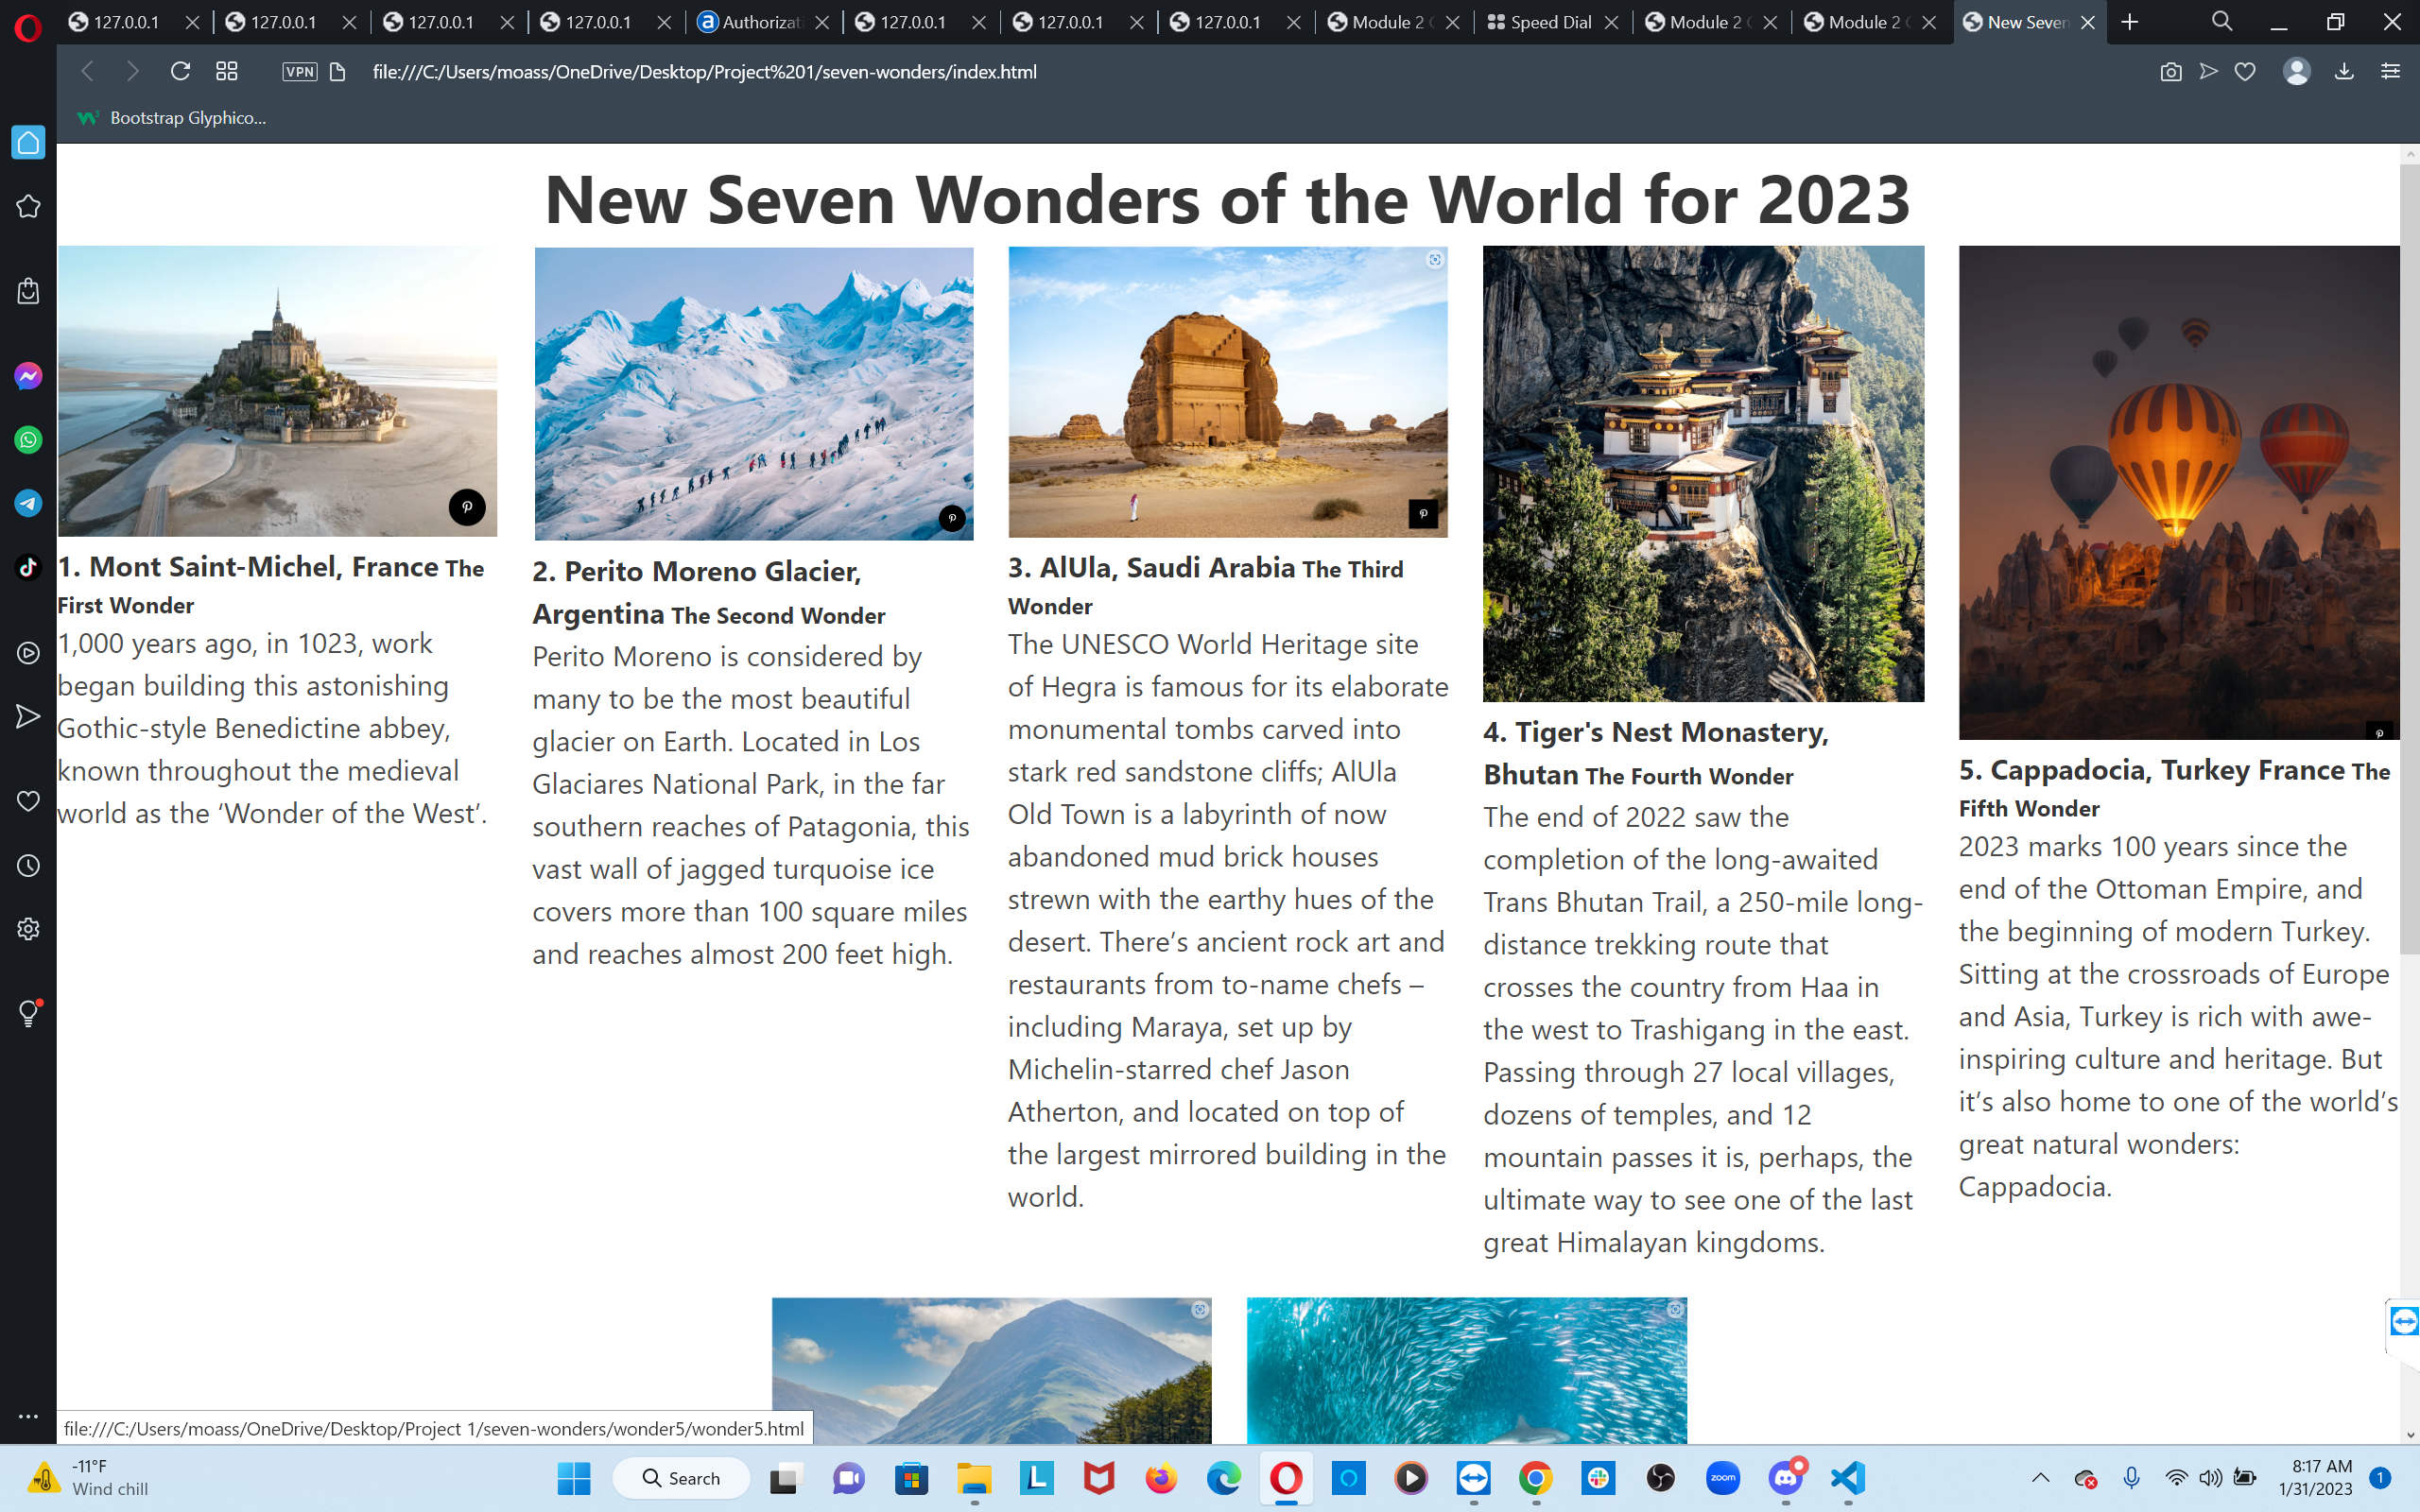 127.0.0.1
127.0.0.1
127.0.0.1
127.0.0.1
Authorizat
127.0.0.1
127.0.0.1
127.0.0.1
Module 2
Speed Dial
Module 2
Module 2
New Seven
VPN
file:///C:/Users/moass/OneDrive/Desktop/Project%201/seven-wonders/index.html
Bootstrap Glyphico...
New Seven Wonders of the World for 2023
1. Mont Saint-Michel, France The
First Wonder
1,000 years ago, in 1023, work
began building this astonishing
Gothic-style Benedictine abbey,
known throughout the medieval
world as the ‘Wonder of the West’.
2. Perito Moreno Glacier,
Argentina The Second Wonder
Perito Moreno is considered by
many to be the most beautiful
glacier on Earth. Located in Los
Glaciares National Park, in the far
southern reaches of Patagonia, this
vast wall of jagged turquoise ice
covers more than 100 square miles
and reaches almost 200 feet high.
3. AlUla, Saudi Arabia The Third
Wonder
The UNESCO World Heritage site
of Hegra is famous for its elaborate
monumental tombs carved into
stark red sandstone cliffs; AlUla
Old Town is a labyrinth of now
abandoned mud brick houses
strewn with the earthy hues of the
desert. There’s ancient rock art and
restaurants from to-name chefs –
including Maraya, set up by
Michelin-starred chef Jason
Atherton, and located on top of
the largest mirrored building in the
world.
4. Tiger's Nest Monastery,
Bhutan The Fourth Wonder
The end of 2022 saw the
completion of the long-awaited
Trans Bhutan Trail, a 250-mile long-
distance trekking route that
crosses the country from Haa in
the west to Trashigang in the east.
Passing through 27 local villages,
dozens of temples, and 12
mountain passes it is, perhaps, the
ultimate way to see one of the last
great Himalayan kingdoms.
5. Cappadocia, Turkey France The
Fifth Wonder
2023 marks 100 years since the
end of the Ottoman Empire, and
the beginning of modern Turkey.
Sitting at the crossroads of Europe
and Asia, Turkey is rich with awe-
inspiring culture and heritage. But
it’s also home to one of the world’s
great natural wonders:
Cappadocia.
file:///C:/Users/moass/OneDrive/Desktop/Project 1/seven-wonders/wonder5/wonder5.html
-11°F
Wind chill
Search
zoom
8:17 AM
1/31/2023
1